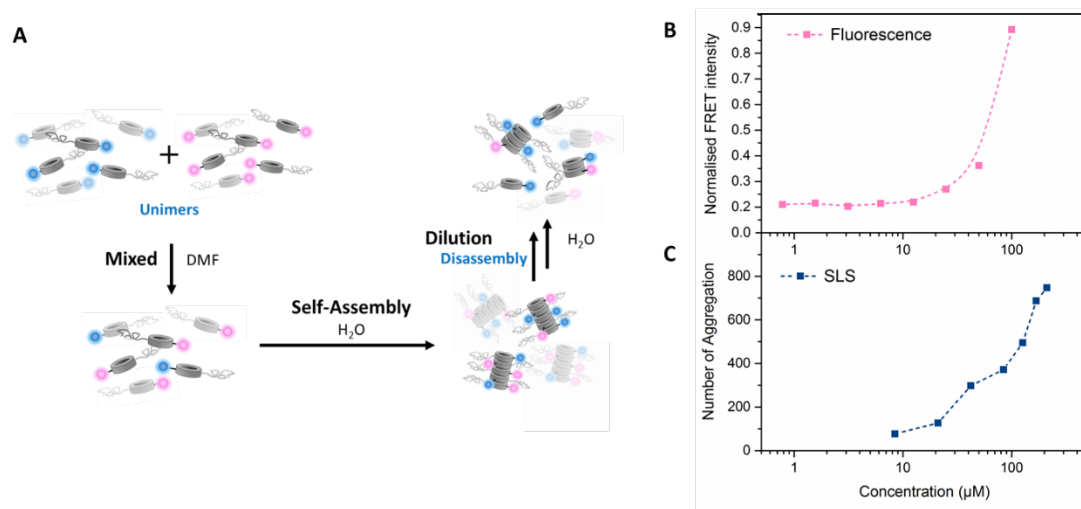 A
Unimers
Mixed
DMF
Self-Assembly
H₂O
Dilution
Disassembly
H₂O
B
Fluorescence
Normalised FRET intensity
0.9
0.8
0.7
0.6
0.5
0.4
0.3
0.2
0.1
0.0
1
10
100
C
SLS
Number of Aggregation
800
600
400
200
0
1
10
100
Concentration (µM)